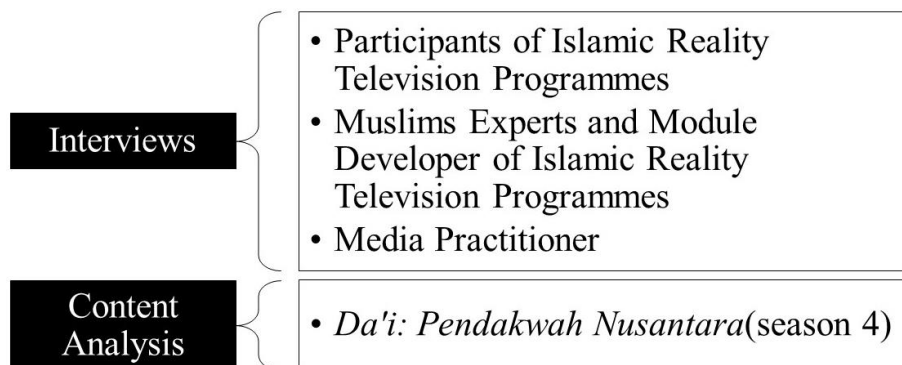 Interviews
• Participants of Islamic Reality
Television Programmes
• Muslims Experts and Module
Developer of Islamic Reality
Television Programmes
• Media Practitioner
Content
Analysis
• Da'i: Pendakwah Nusantara(season 4)